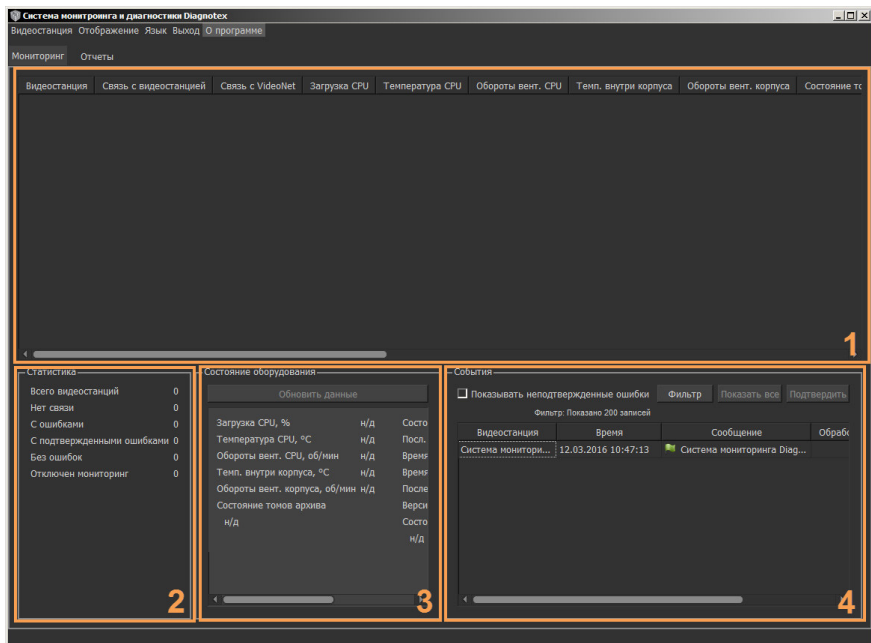 Система монитроинга и диагностики Diagnotex
Видеостанция Отображение Язык Выход О программе
Мониторинг Отчеты
Видеостанция Связь с видеостанцией Связь с VideoNet Загрузка CPU Температура CPU Обороты вент. CPU Темп. внутри корпуса Обороты вент. корпуса Состояние то
1
Статистика
Всего видеостанций 0
Нет связи 0
С ошибками 0
С подтвержденными ошибками 0
Без ошибок 0
Отключен мониторинг 0
2
Состояние оборудования
Обновить данные
Загрузка CPU, % н/д Состо
Температура CPU, °C н/д Посл.
Обороты вент. CPU, об/мин н/д Время
Темп. внутри корпуса, °C н/д Время
Обороты вент. корпуса, об/мин н/д После
Состояние томов архива Верси
н/д Состо
н/д
3
События
Показывать неподтвержденные ошибки Фильтр Показать все Подтвердить
Фильтр: Показано 200 записей
Видеостанция Время Сообщение Обрабо
Система монитори... 12.03.2016 10:47:13 Система мониторинга Diag...
4